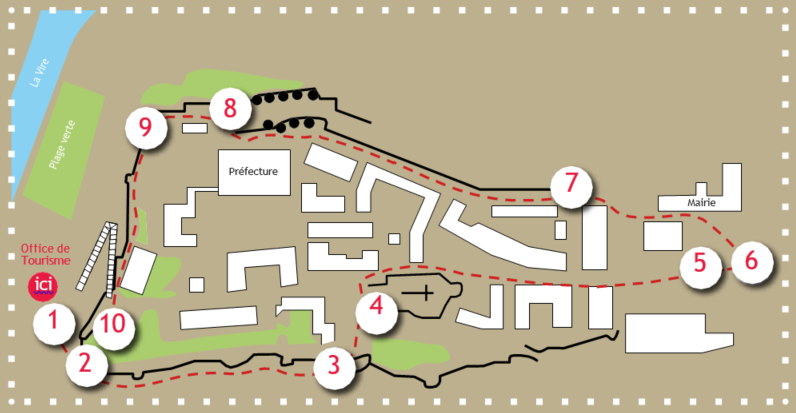 La Vire
Plage verte
8
9
Préfecture
7
Mairie
Office de
Tourisme
ici
5
6
4
1
10
2
3